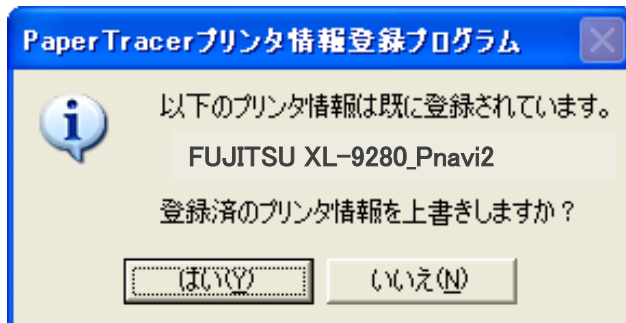 PaperTracerプリンタ情報登録プログラム
以下のプリンタ情報は既に登録されています。
FUJITSU XL-9280_Pnavi2
登録済のプリンタ情報を上書きしますか？
はい(Y)
いいえ(N)